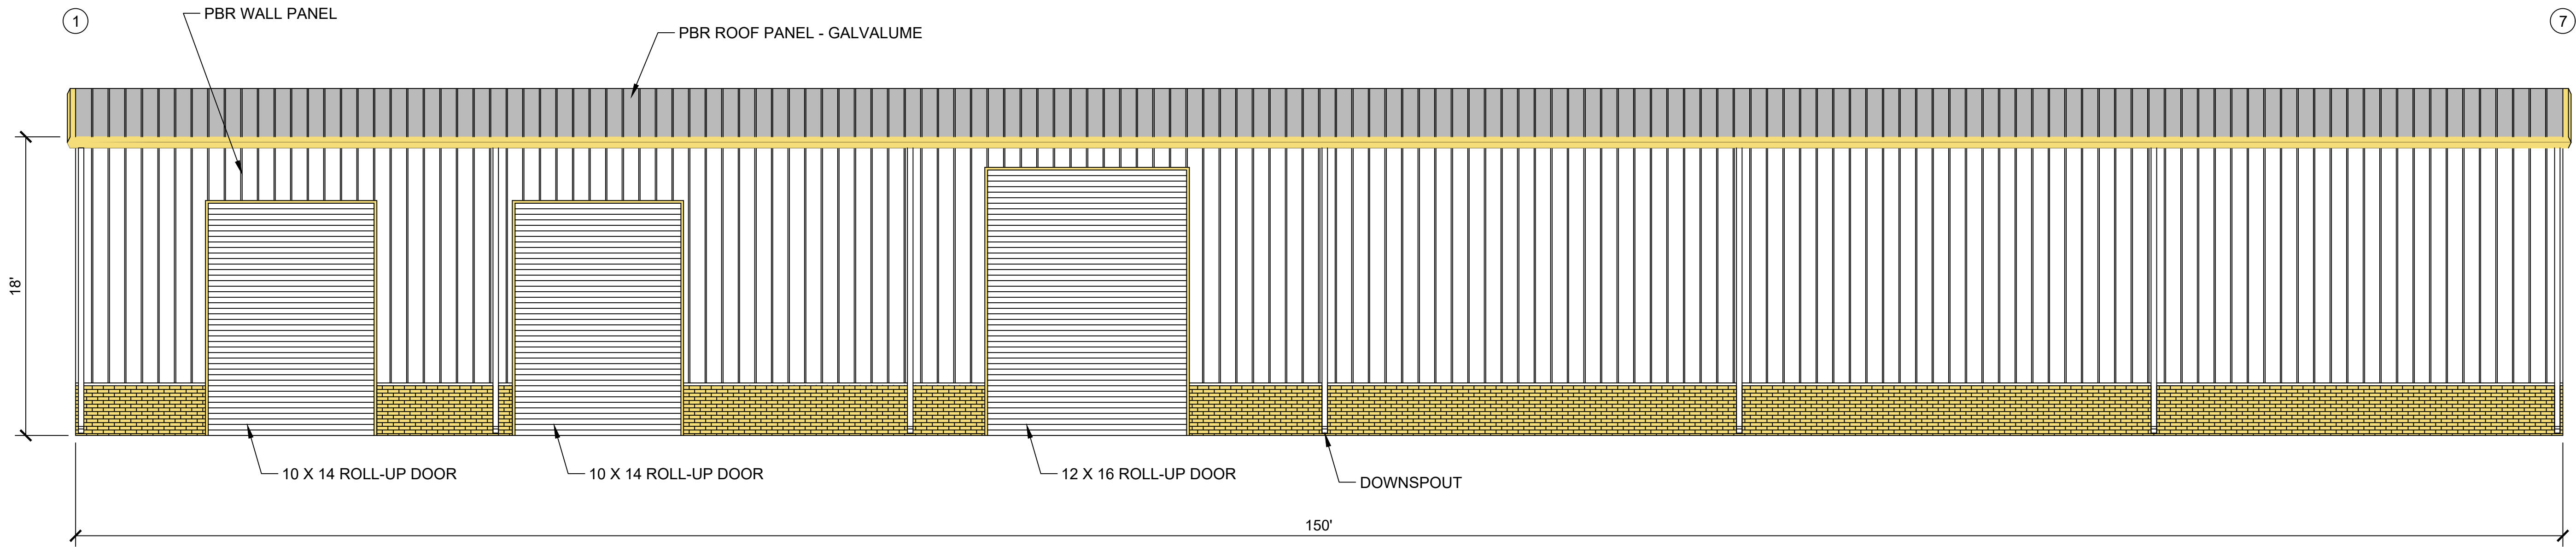 1
PBR WALL PANEL
PBR ROOF PANEL - GALVALUME
7
18'
10 X 14 ROLL-UP DOOR
10 X 14 ROLL-UP DOOR
12 X 16 ROLL-UP DOOR
DOWNSPOUT
150'